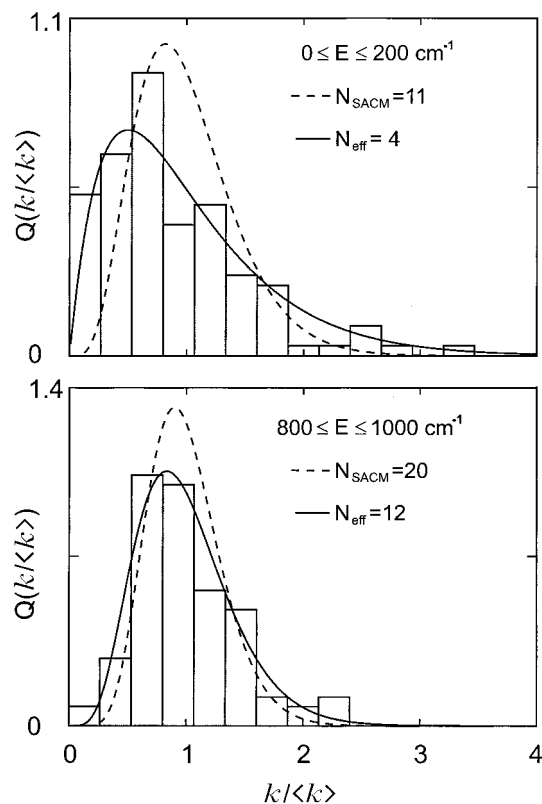 1.1
0 ≤ E ≤ 200 cm⁻¹
N_SACM = 11
N_eff = 4
Q(k/<k>)
0
1.4
800 ≤ E ≤ 1000 cm⁻¹
N_SACM = 20
N_eff = 12
Q(k/<k>)
0
0 1 2 3 4
k/<k>